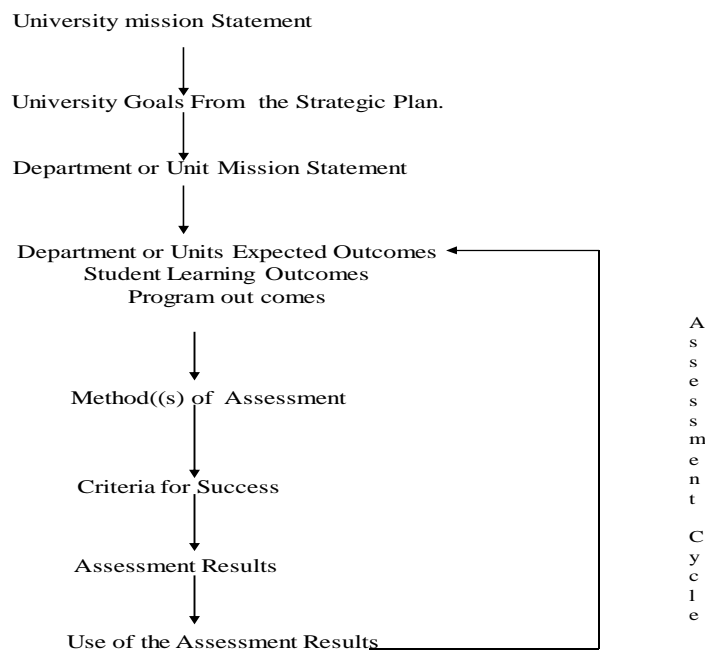 University mission Statement
University Goals From the Strategic Plan.
Department or Unit Mission Statement
Department or Units Expected Outcomes
Student Learning Outcomes
Program out comes
Method((s) of Assessment
Criteria for Success
Assessment Results
Use of the Assessment Results
Assessment Cycle